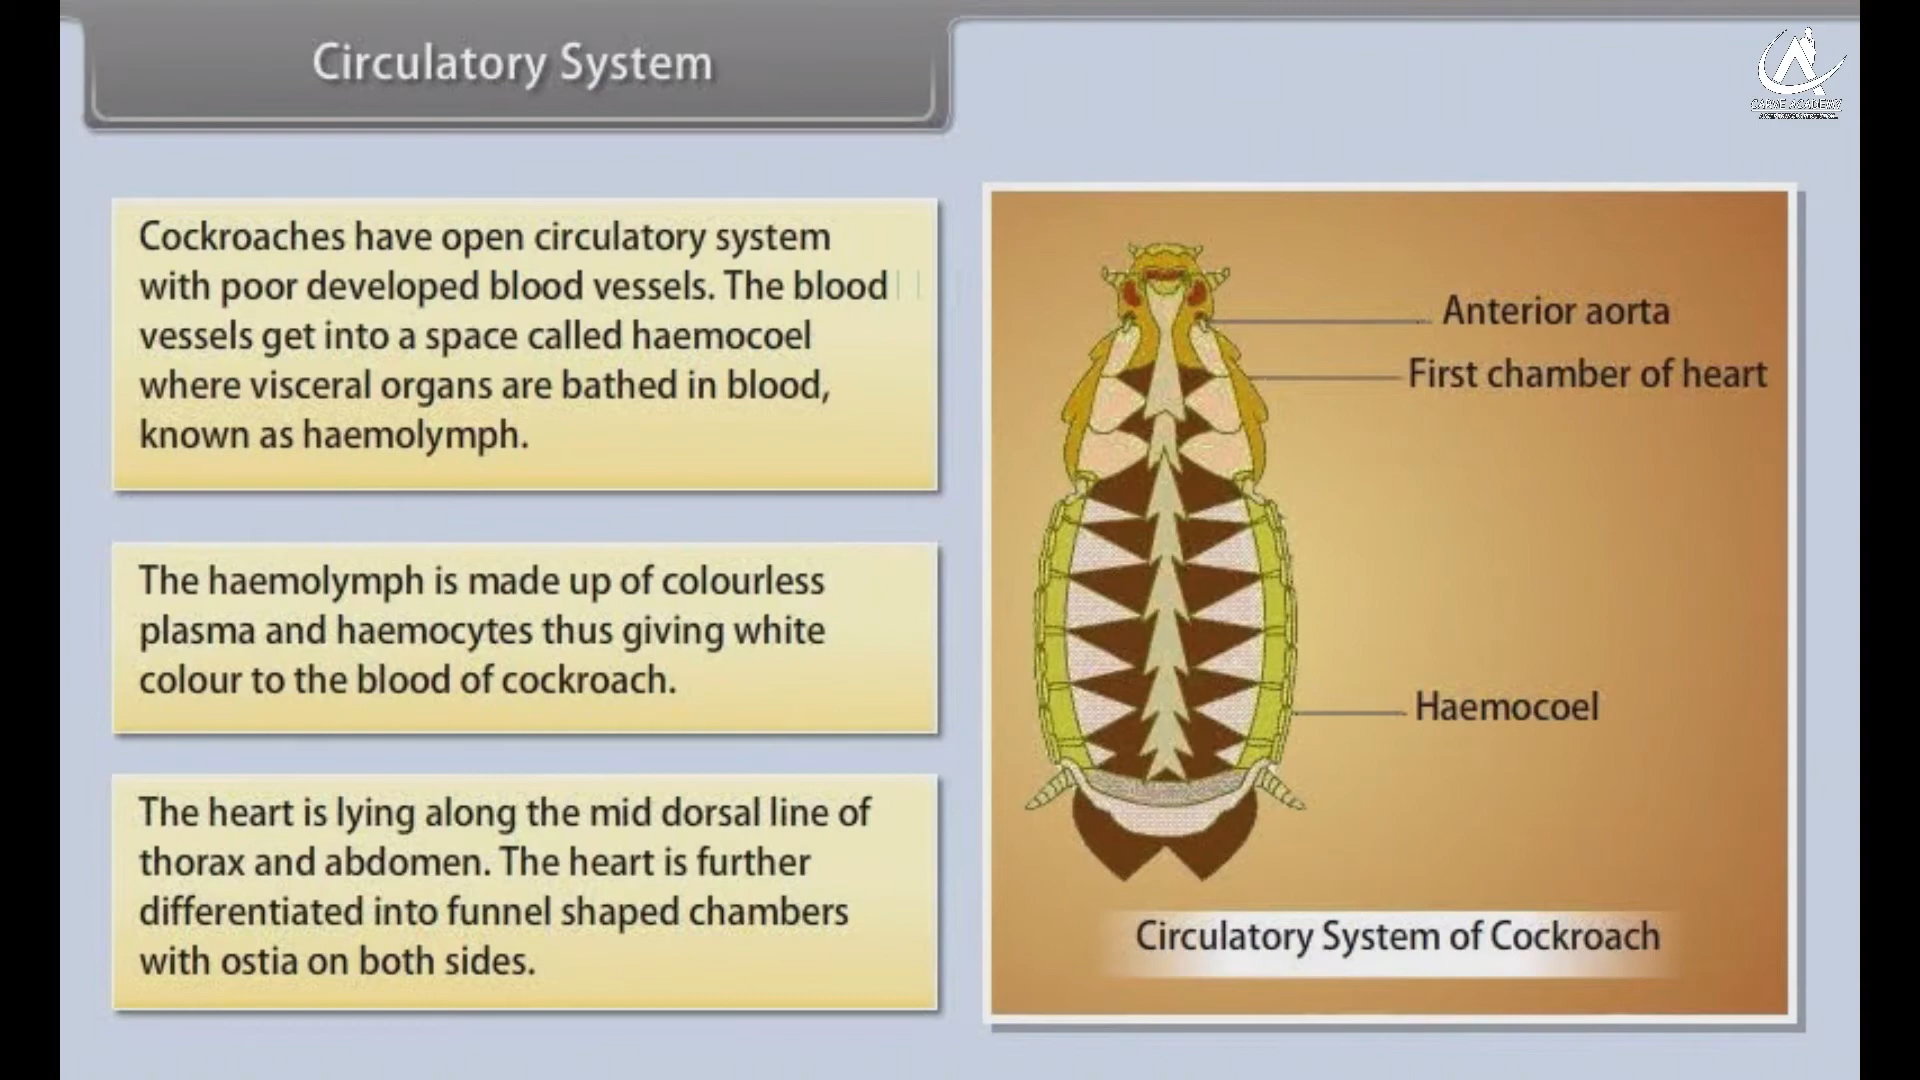 Circulatory System
CARVE ACADEMY
Cockroaches have open circulatory system
with poor developed blood vessels. The blood
vessels get into a space called haemocoel
where visceral organs are bathed in blood,
known as haemolymph.
The haemolymph is made up of colourless
plasma and haemocytes thus giving white
colour to the blood of cockroach.
The heart is lying along the mid dorsal line of
thorax and abdomen. The heart is further
differentiated into funnel shaped chambers
with ostia on both sides.
Anterior aorta
First chamber of heart
Haemocoel
Circulatory System of Cockroach